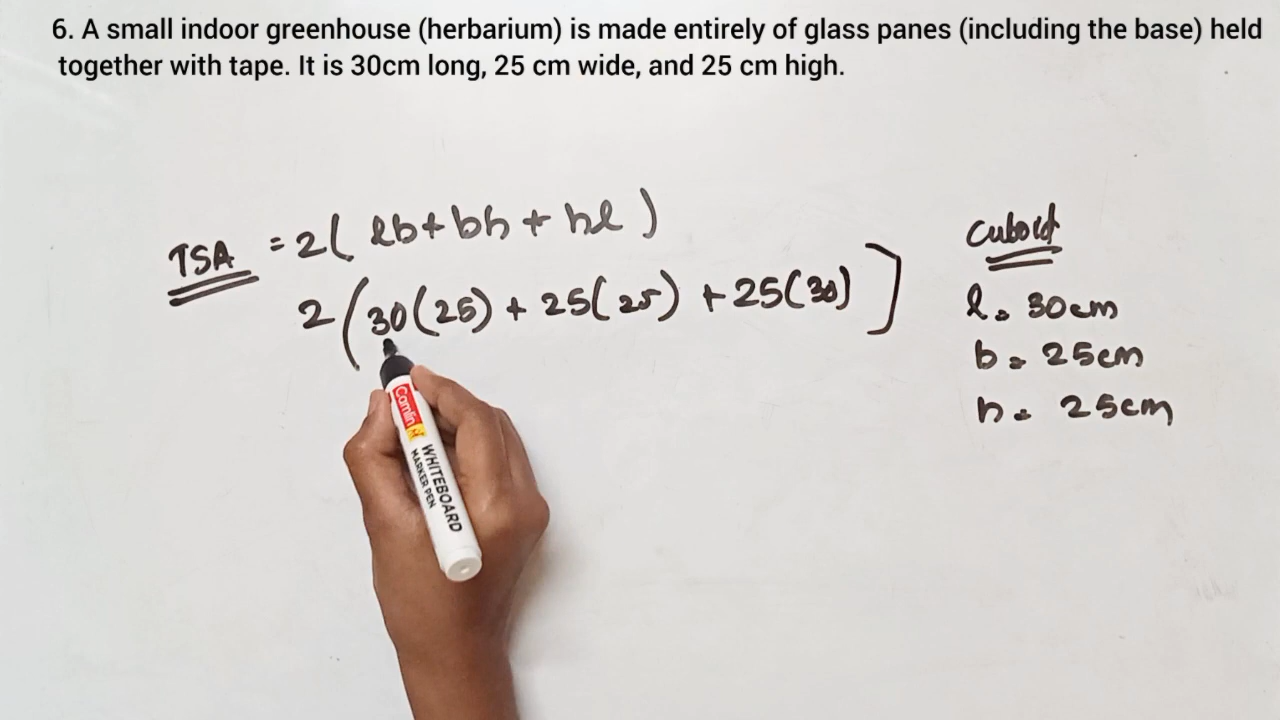 6. A small indoor greenhouse (herbarium) is made entirely of glass panes (including the base) held
together with tape. It is 30cm long, 25 cm wide, and 25 cm high.
TSA = 2( lb + bh + hl )
2(30(25) + 25(25) + 25(30)]
Cuboid
l = 30cm
b = 25cm
h = 25cm
Camlin
WHITEBOARD
MARKER PEN